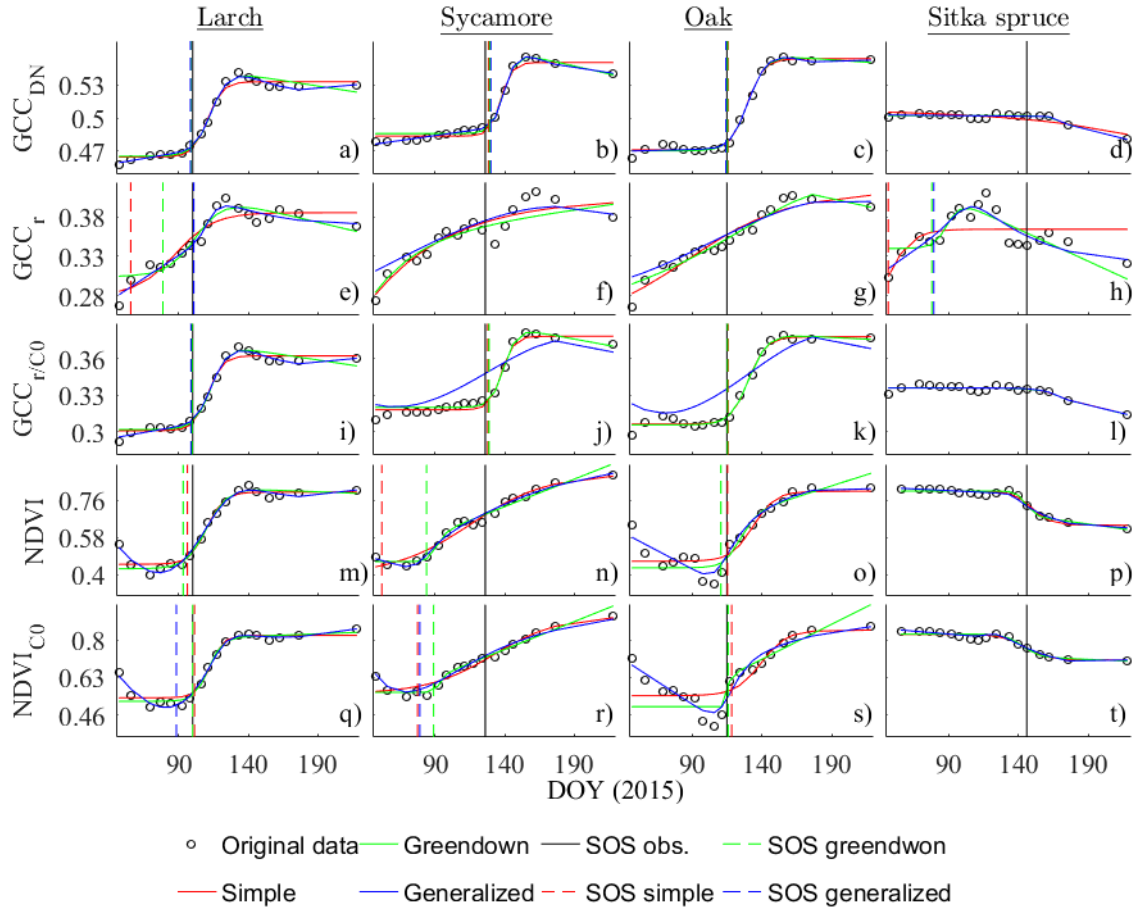 Larch Sycamore Oak Sitka spruce
GCC_DN
0.53
0.5
0.47
a) b) c) d)
GCC_r
0.38
0.33
0.28
e) f) g) h)
GCC_r/C0
0.36
0.33
0.3
i) j) k) l)
NDVI
0.76
0.58
0.4
m) n) o) p)
NDVI_C0
0.8
0.63
0.46
q) r) s) t)
90 140 190 90 140 190 90 140 190 90 140 190
DOY (2015)
Original data Greendown SOS obs. SOS greendwon
Simple Generalized SOS simple SOS generalized